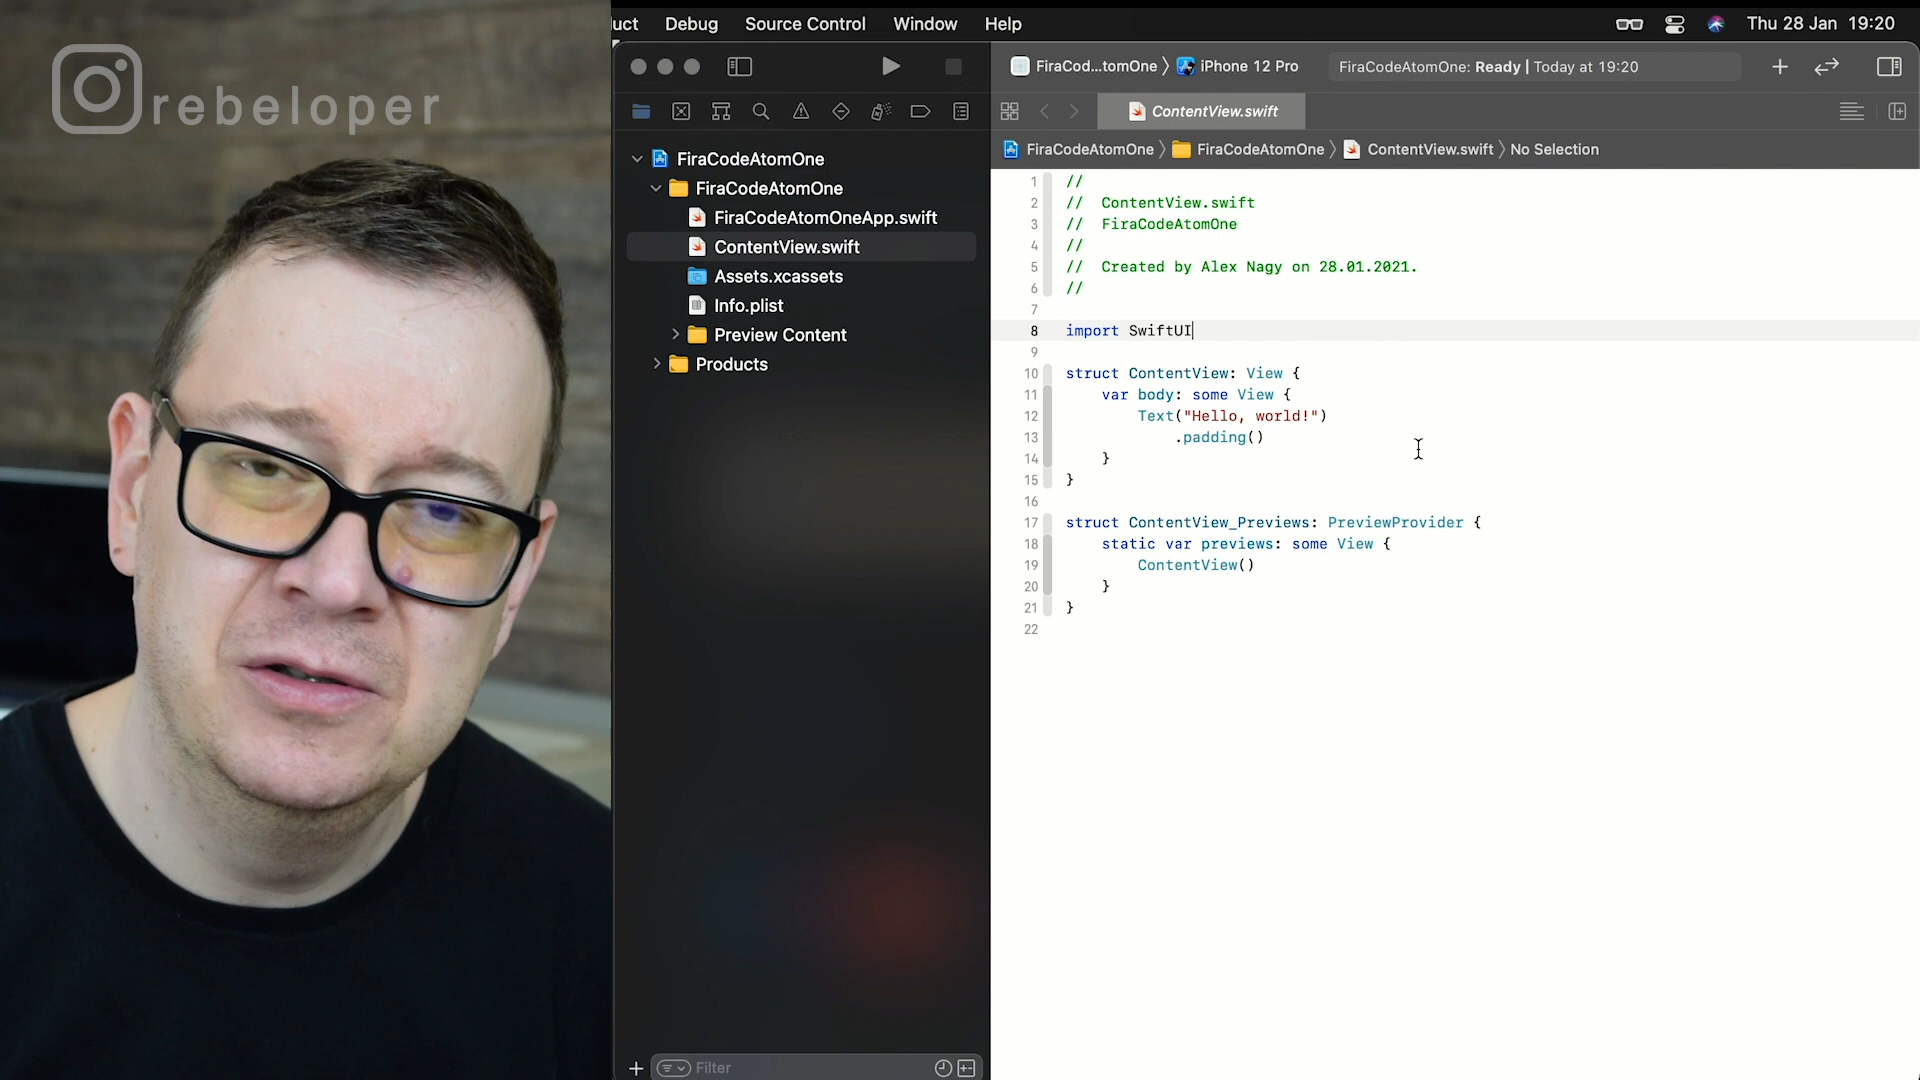 rebeloper
uct Debug Source Control Window Help Thu 28 Jan 19:20
FiraCod...tomOne 〉 iPhone 12 Pro FiraCodeAtomOne: Ready | Today at 19:20
ContentView.swift
FiraCodeAtomOne 〉 FiraCodeAtomOne 〉 ContentView.swift 〉 No Selection
FiraCodeAtomOne
FiraCodeAtomOne
FiraCodeAtomOneApp.swift
ContentView.swift
Assets.xcassets
Info.plist
Preview Content
Products
Filter
1 //
2 //  ContentView.swift
3 //  FiraCodeAtomOne
4 //
5 //  Created by Alex Nagy on 28.01.2021.
6 //
7
8 import SwiftUI
9
10 struct ContentView: View {
11     var body: some View {
12         Text("Hello, world!")
13             .padding()
14     }
15 }
16
17 struct ContentView_Previews: PreviewProvider {
18     static var previews: some View {
19         ContentView()
20     }
21 }
22